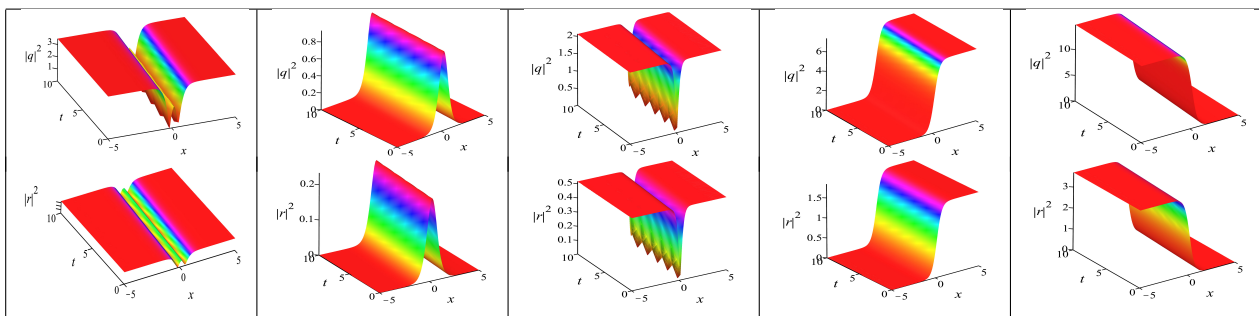 |q|² 3 2 1 10 5 0 t −5 0 5 x
|q|² 0.8 0.6 0.4 0.2 0 5 0 t −5 0 5 x
|q|² 2 1.5 1 0.5 10 5 0 t −5 0 5 x
|q|² 6 4 2 0 5 0 t −5 0 5 x
|q|² 10 5 0 10 5 0 t −5 0 5 x
|r|² 10 5 0 t −5 0 5 x
|r|² 0.2 0.1 0 5 0 t −5 0 5 x
|r|² 0.5 0.4 0.3 0.2 0.1 10 5 0 t −5 0 5 x
|r|² 1.5 1 0.5 0 10 5 0 t −5 0 5 x
|r|² 3 2 1 0 10 5 0 t −5 0 5 x